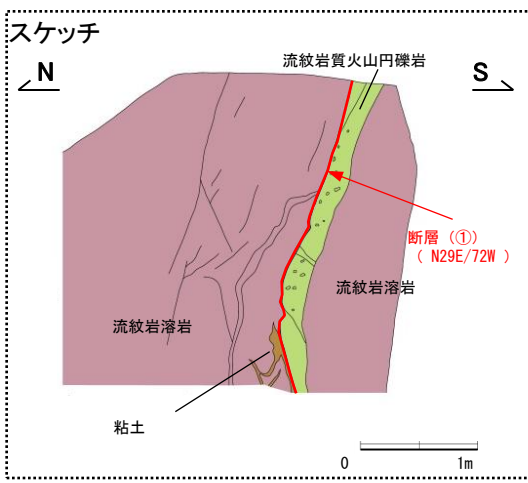 スケッチ
N
S
流紋岩質火山円礫岩
断層（①）
（ N29E/72W ）
流紋岩溶岩
流紋岩溶岩
粘土
0
1m